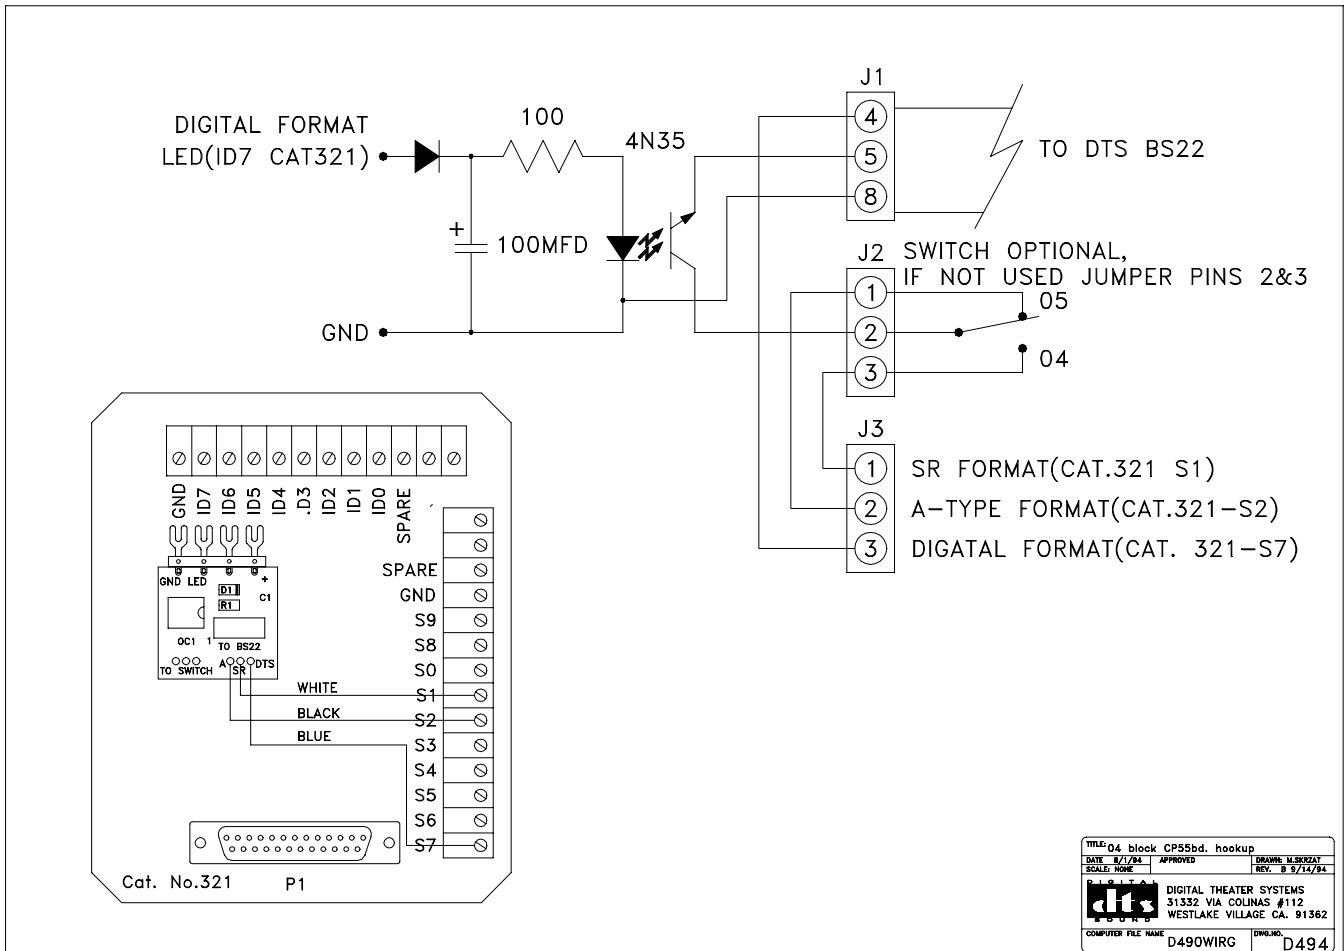 DIGITAL FORMAT
LED(ID7 CAT321)
100
4N35
+
100MFD
GND
J1
4
5
8
TO DTS BS22
J2
SWITCH OPTIONAL,
IF NOT USED JUMPER PINS 2&3
1
2
3
05
04
J3
1
2
3
SR FORMAT(CAT.321 S1)
A-TYPE FORMAT(CAT.321-S2)
DIGATAL FORMAT(CAT. 321-S7)
GND
ID7
ID6
ID5
ID4
.D3
ID2
ID1
ID0
SPARE
SPARE
GND
S9
S8
S0
S1
S2
S3
S4
S5
S6
S7
GND LED
+
D1
C1
R1
OC1
1
TO BS22
TO SWITCH
A
SR
DTS
WHITE
BLACK
BLUE
Cat. No.321
P1
TITLE: 04 block CP55bd. hookup
DATE 8/1/94
APPROVED
DRAWN: M.SKRZAT
SCALE: NONE
REV. B 9/14/94
DIGITAL
dts
SOUND
DIGITAL THEATER SYSTEMS
31332 VIA COLINAS #112
WESTLAKE VILLAGE CA. 91362
COMPUTER FILE NAME D490WIRG
DWG.NO. D494